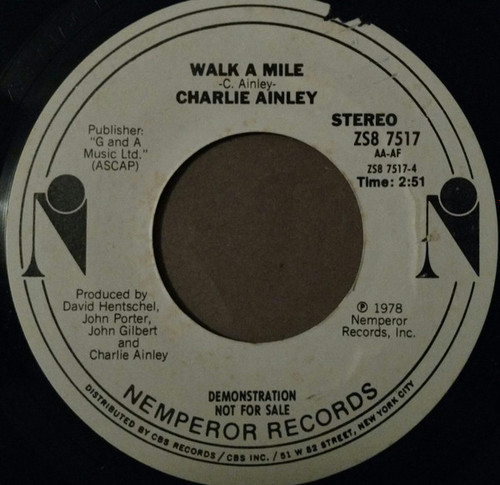 WALK A MILE
-C. Ainley-
CHARLIE AINLEY
Publisher:
"G and A
Music Ltd."
(ASCAP)
STEREO
ZS8 7517
AA-AF
ZS8 7517-4
Time: 2:51
Produced by
David Hentschel,
John Porter,
John Gilbert
and
Charlie Ainley
℗ 1978
Nemperor
Records, Inc.
DEMONSTRATION
NOT FOR SALE
NEMPEROR RECORDS
DISTRIBUTED BY CBS RECORDS / CBS INC. / 51 W 52 STREET, NEW YORK CITY